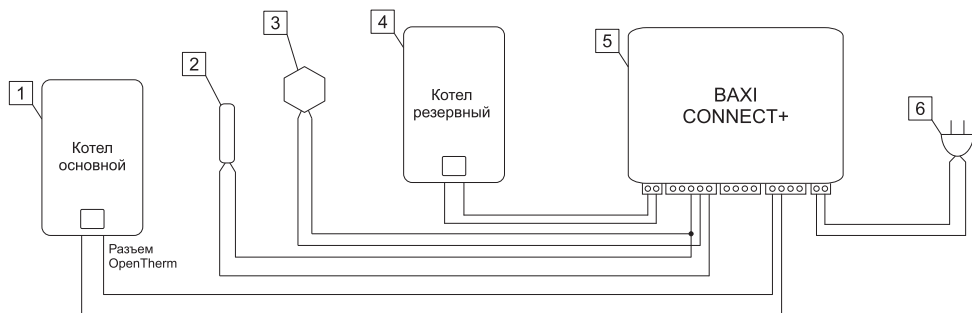 1
Котел
основной
Разъем
OpenTherm
2
3
4
Котел
резервный
5
BAXI
CONNECT+
6